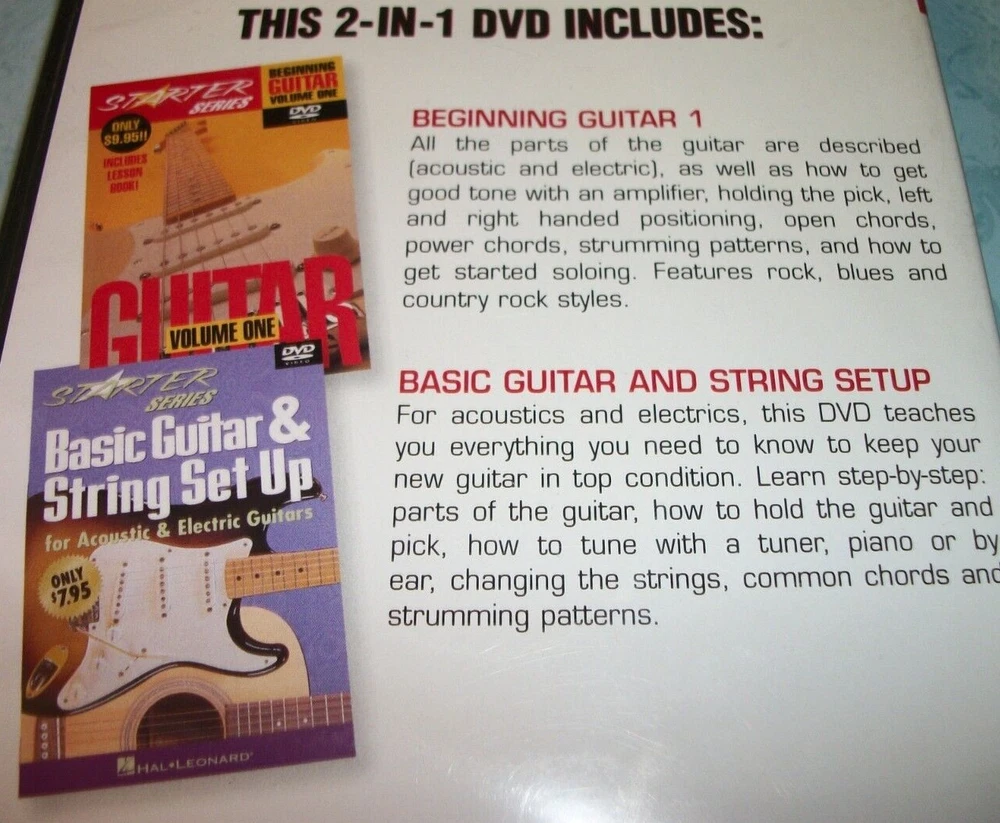 THIS 2-IN-1 DVD INCLUDES:
STARTER
SERIES
BEGINNING
GUITAR
VOLUME ONE
DVD
VIDEO
ONLY
$9.95!!
INCLUDES
LESSON
BOOK!
GUITAR
VOLUME ONE
BEGINNING GUITAR 1
All the parts of the guitar are described
(acoustic and electric), as well as how to get
good tone with an amplifier, holding the pick, left
and right handed positioning, open chords,
power chords, strumming patterns, and how to
get started soloing. Features rock, blues and
country rock styles.
DVD
VIDEO
STARTER
SERIES
Basic Guitar &
String Set Up
for Acoustic & Electric Guitars
ONLY
$7.95
HAL•LEONARD
BASIC GUITAR AND STRING SETUP
For acoustics and electrics, this DVD teaches
you everything you need to know to keep your
new guitar in top condition. Learn step-by-step:
parts of the guitar, how to hold the guitar and
pick, how to tune with a tuner, piano or by
ear, changing the strings, common chords and
strumming patterns.